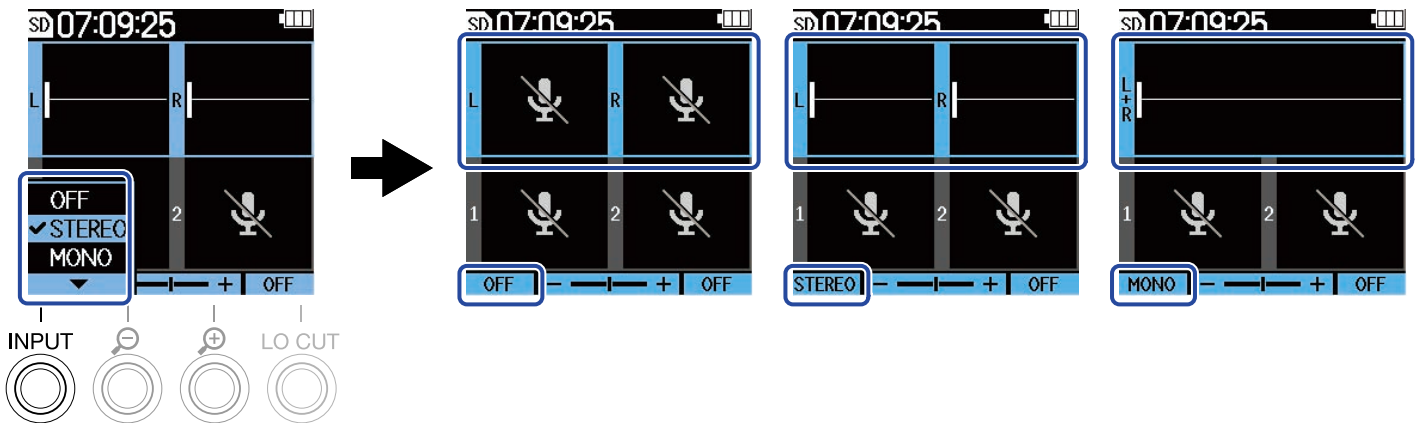 SD 07:09:25
L R
OFF
✔STEREO 2
MONO
− + OFF
INPUT LO CUT
SD 07:09:25
L R
1 2
OFF − + OFF
SD 07:09:25
L R
1 2
STEREO − + OFF
SD 07:09:25
L
+
R
1 2
MONO − + OFF